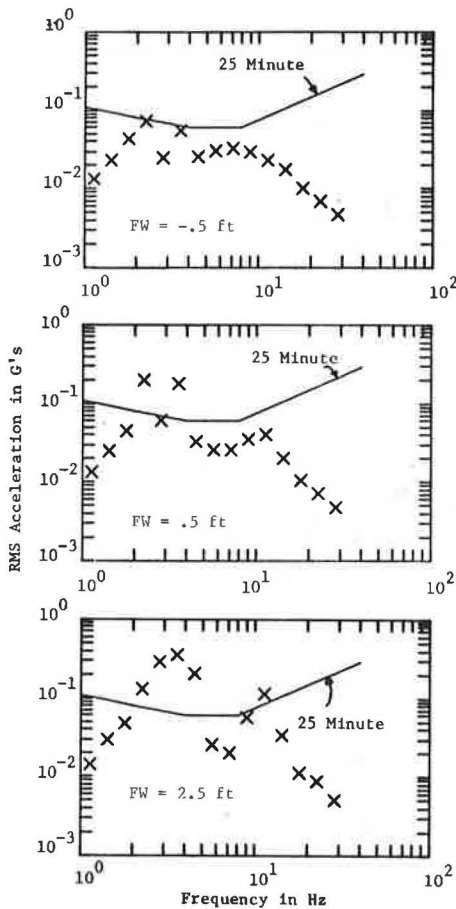 10^0
25 Minute
10^-1
10^-2
FW = -.5 ft
10^-3
10^0
10^1
10^2
10^0
25 Minute
10^-1
10^-2
FW = .5 ft
10^-3
10^0
10^1
10^2
10^0
10^-1
25 Minute
10^-2
FW = 2.5 ft
10^-3
10^0
10^1
10^2
RMS Acceleration in G's
Frequency in Hz